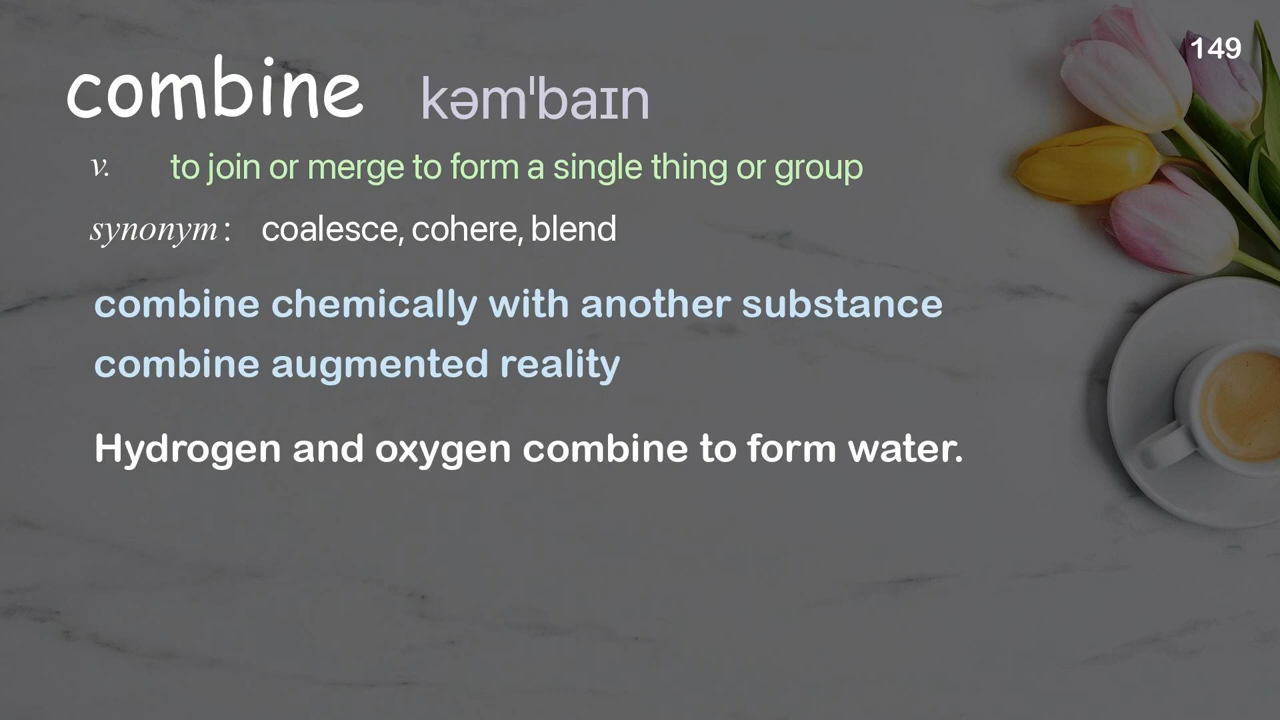 149
combine kəm'baɪn
v. to join or merge to form a single thing or group
synonym: coalesce, cohere, blend
combine chemically with another substance
combine augmented reality
Hydrogen and oxygen combine to form water.